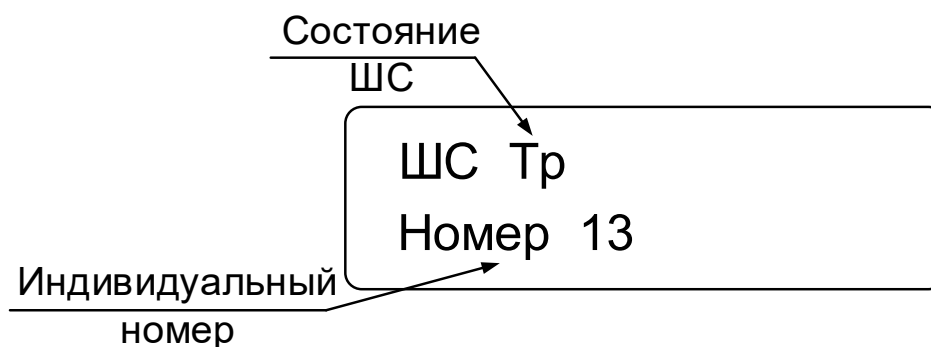 Состояние
ШС
ШС Тр
Номер 13
Индивидуальный
номер